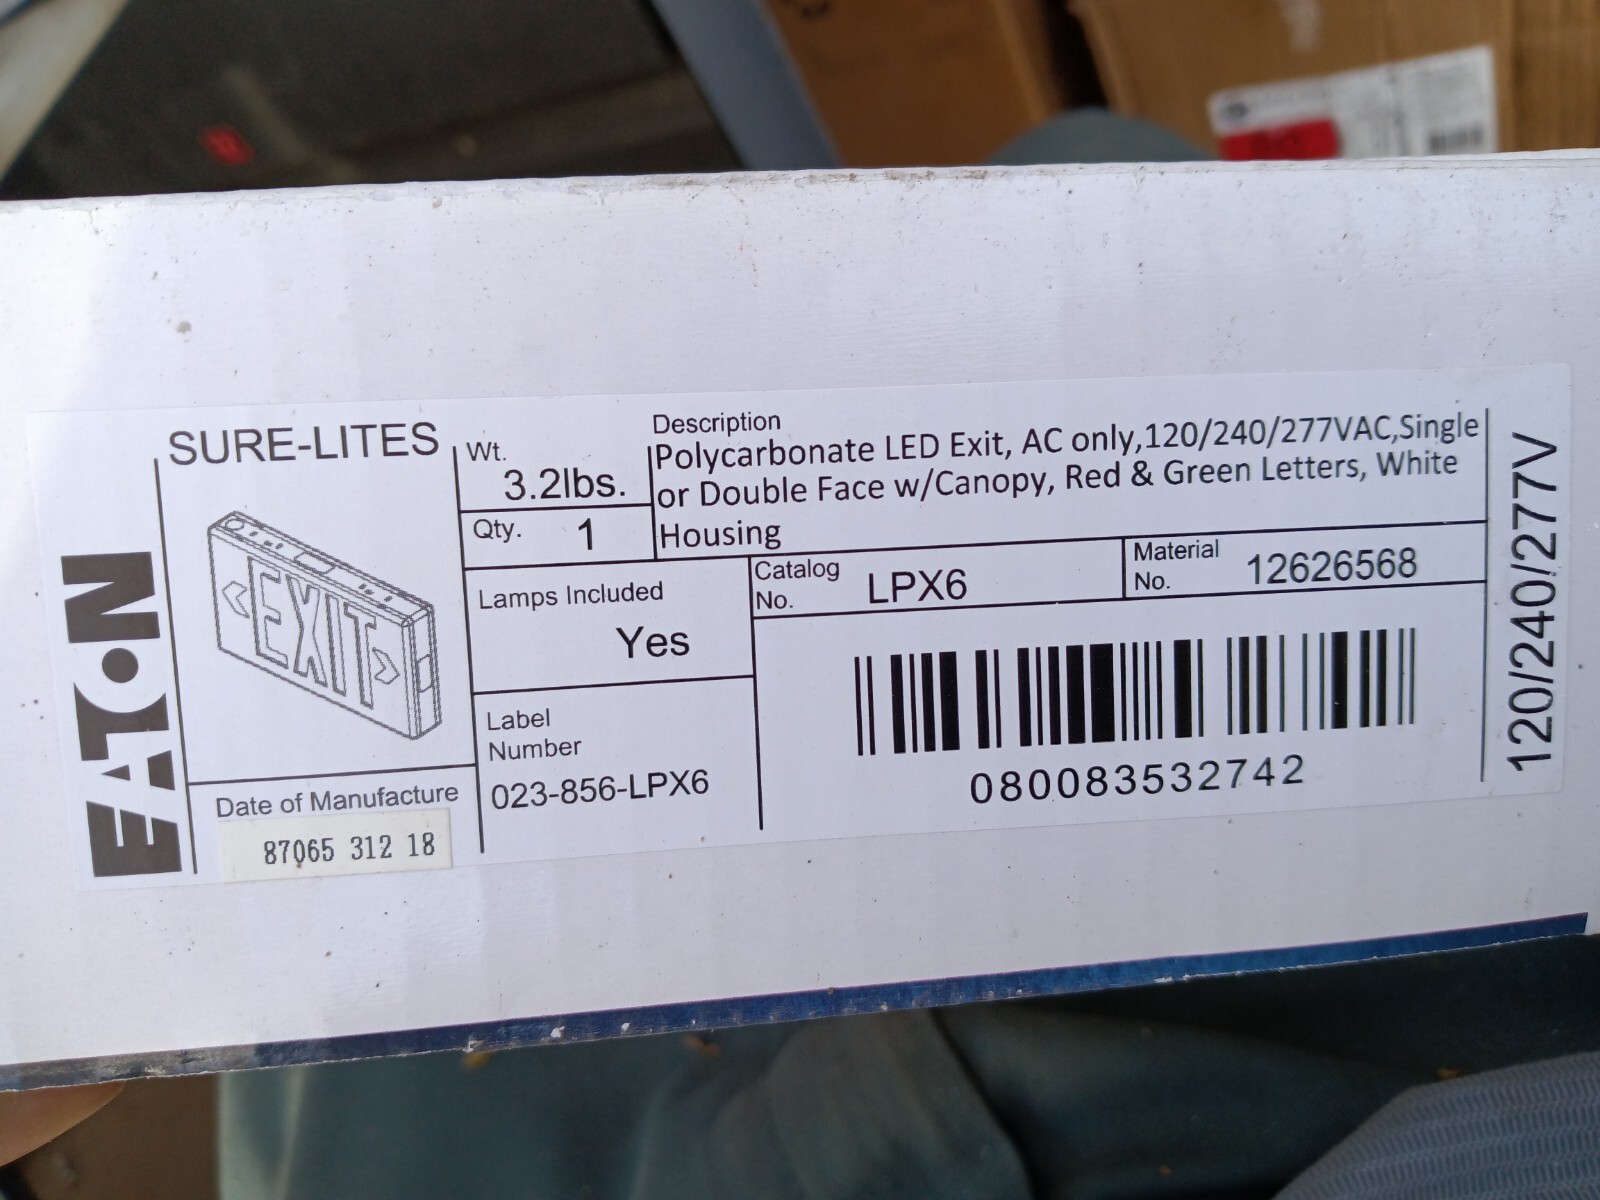 EATON
SURE-LITES
EXIT
Date of Manufacture
87065 312 18
Wt.
3.2lbs.
Qty. 1
Lamps Included
Yes
Label
Number
023-856-LPX6
Description
Polycarbonate LED Exit, AC only,120/240/277VAC,Single
or Double Face w/Canopy, Red & Green Letters, White
Housing
Catalog
No. LPX6
Material
No. 12626568
080083532742
120/240/277V